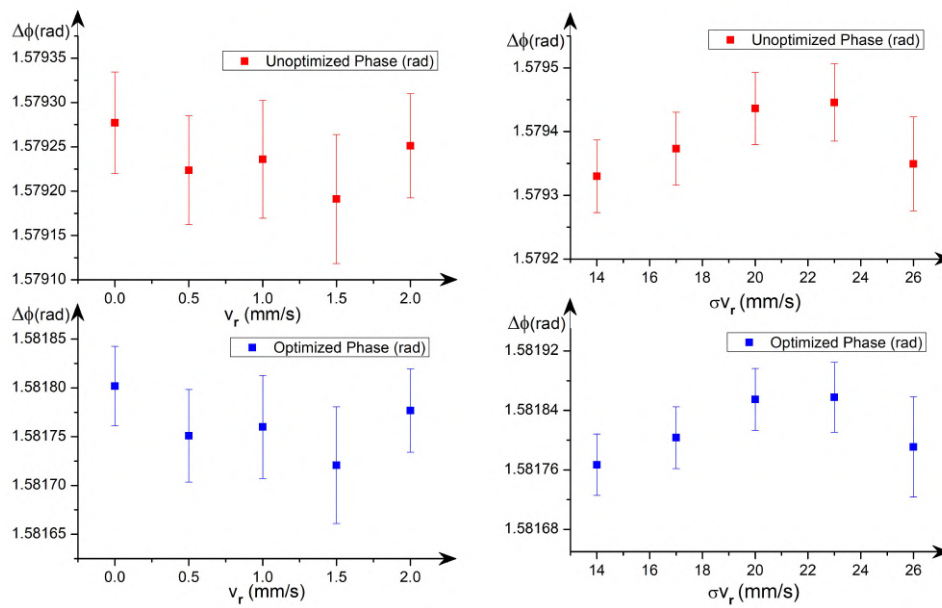 Δϕ(rad)
Unoptimized Phase (rad)
1.57935
1.57930
1.57925
1.57920
1.57915
1.57910
0.0 0.5 1.0 1.5 2.0
v_r (mm/s)
Δϕ(rad)
Unoptimized Phase (rad)
1.5795
1.5794
1.5793
1.5792
14 16 18 20 22 24 26
σv_r (mm/s)
Δϕ(rad)
Optimized Phase (rad)
1.58185
1.58180
1.58175
1.58170
1.58165
0.0 0.5 1.0 1.5 2.0
v_r (mm/s)
Δϕ(rad)
Optimized Phase (rad)
1.58192
1.58184
1.58176
1.58168
14 16 18 20 22 24 26
σv_r (mm/s)